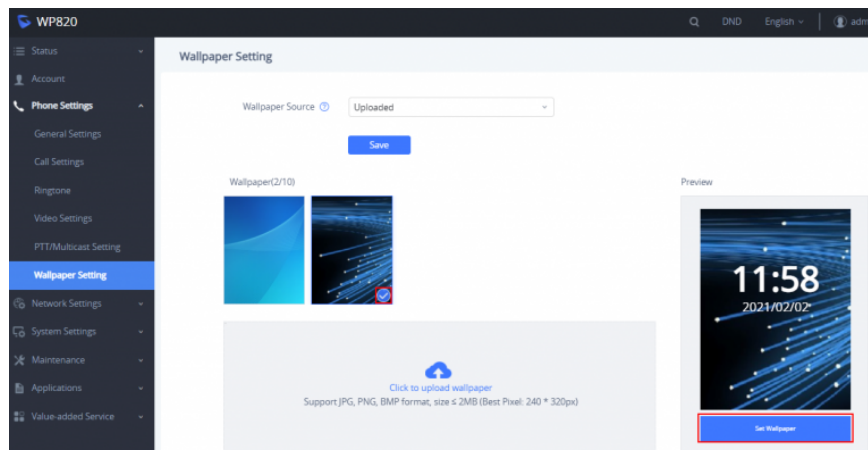 WP820
DND
English
adm
Status
Account
Phone Settings
General Settings
Call Settings
Ringtone
Video Settings
PTT/Multicast Setting
Wallpaper Setting
Network Settings
System Settings
Maintenance
Applications
Value-added Service
Wallpaper Setting
Wallpaper Source
Uploaded
Save
Wallpaper(2/10)
Click to upload wallpaper
Support JPG, PNG, BMP format, size ≤ 2MB (Best Pixel: 240 * 320px)
Preview
11:58
2021/02/02
Set Wallpaper